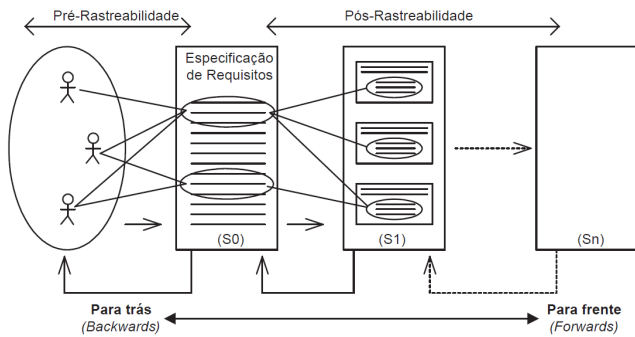 Pré-Rastreabilidade
Pós-Rastreabilidade
Especificação
de Requisitos
(S0)
(S1)
(Sn)
Para trás
(Backwards)
Para frente
(Forwards)